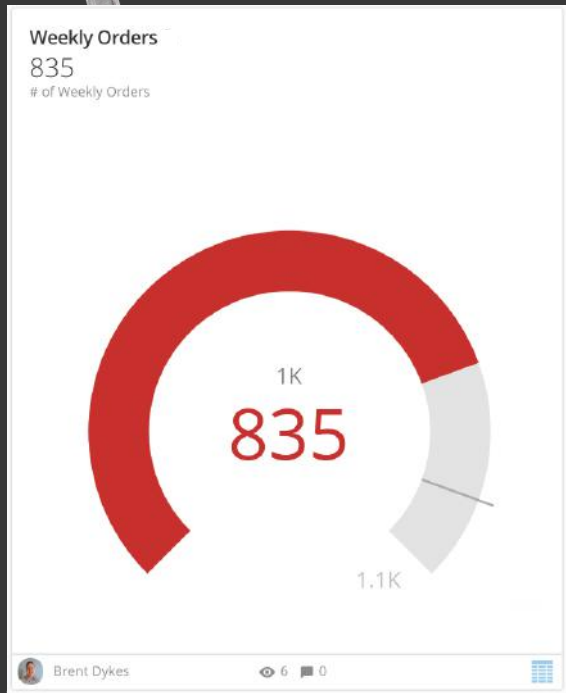 Weekly Orders
835
# of Weekly Orders
1K
835
1.1K
Brent Dykes 6 0